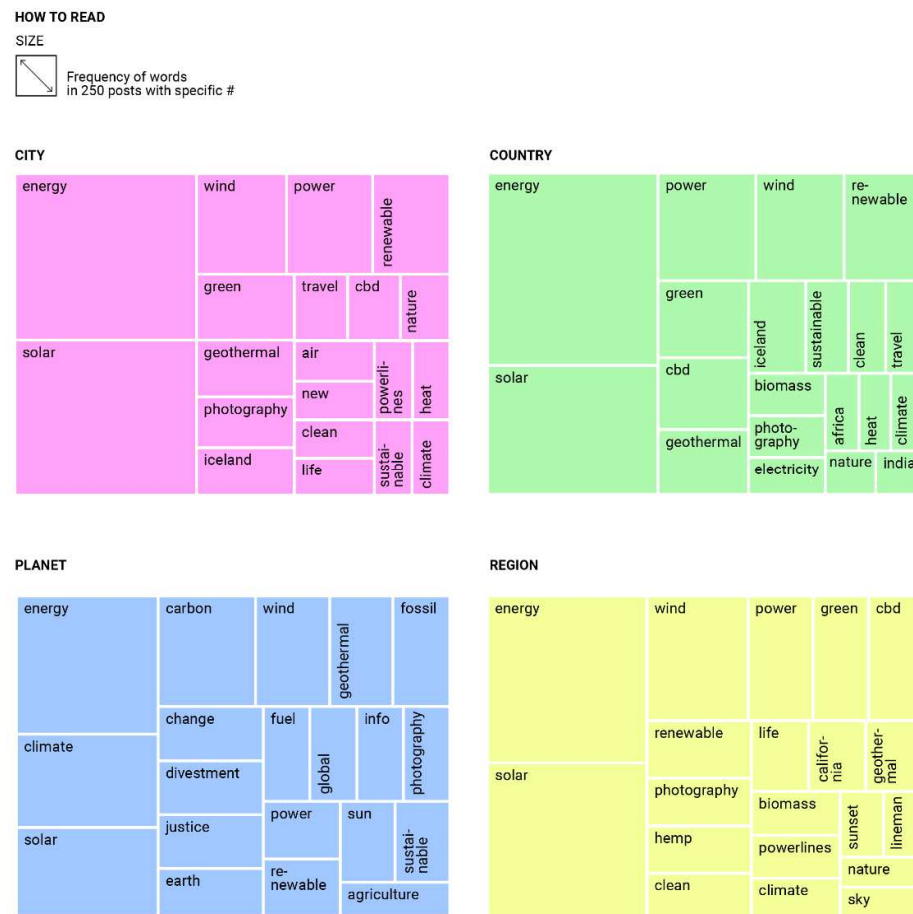 HOW TO READ
SIZE
Frequency of words
in 250 posts with specific #
CITY
energy
wind
power
renewable
green
travel
cbd
nature
solar
geothermal
air
powerli-
nes
heat
new
photography
clean
sustai-
nable
climate
iceland
life
COUNTRY
energy
power
wind
re-
newable
green
iceland
sustainable
clean
travel
solar
cbd
biomass
africa
heat
climate
photo-
graphy
geothermal
electricity
nature
india
PLANET
energy
carbon
wind
geothermal
fossil
change
fuel
global
info
photography
climate
divestment
justice
power
sun
sustai-
nable
solar
earth
re-
newable
agriculture
REGION
energy
wind
power
green
cbd
renewable
life
califor-
nia
geother-
mal
solar
photography
biomass
sunset
lineman
hemp
powerlines
nature
clean
climate
sky